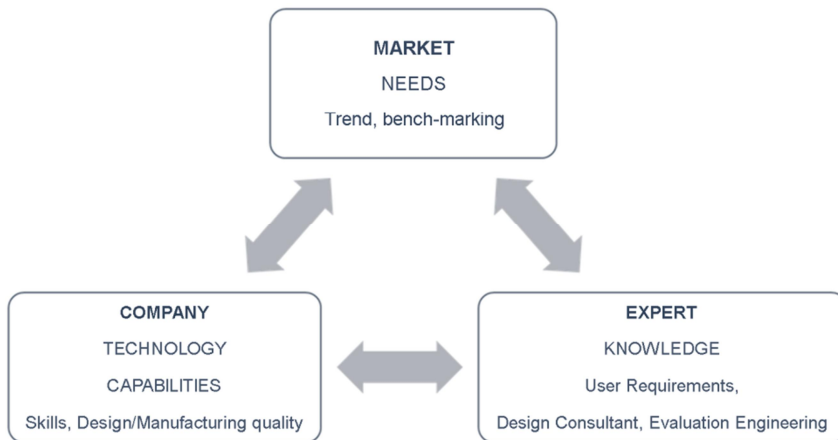 MARKET
NEEDS
Trend, bench-marking
COMPANY
TECHNOLOGY
CAPABILITIES
Skills, Design/Manufacturing quality
EXPERT
KNOWLEDGE
User Requirements,
Design Consultant, Evaluation Engineering